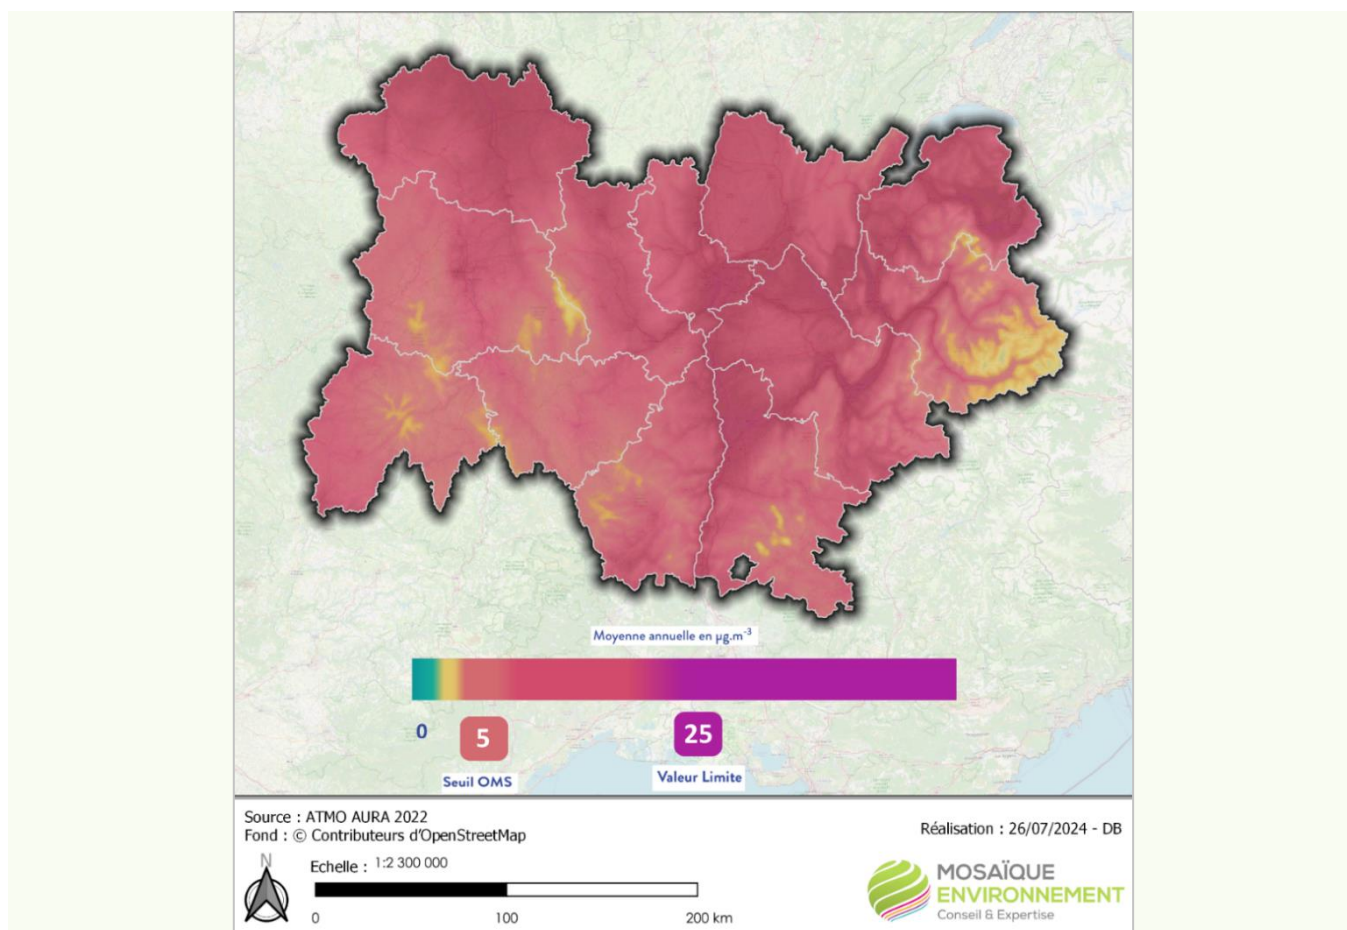 Moyenne annuelle en µg.m⁻³
0
5
25
Seuil OMS
Valeur Limite
Source : ATMO AURA 2022
Fond : © Contributeurs d'OpenStreetMap
Réalisation : 26/07/2024 - DB
N
Echelle : 1:2 300 000
0 100 200 km
MOSAÏQUE
ENVIRONNEMENT
Conseil & Expertise